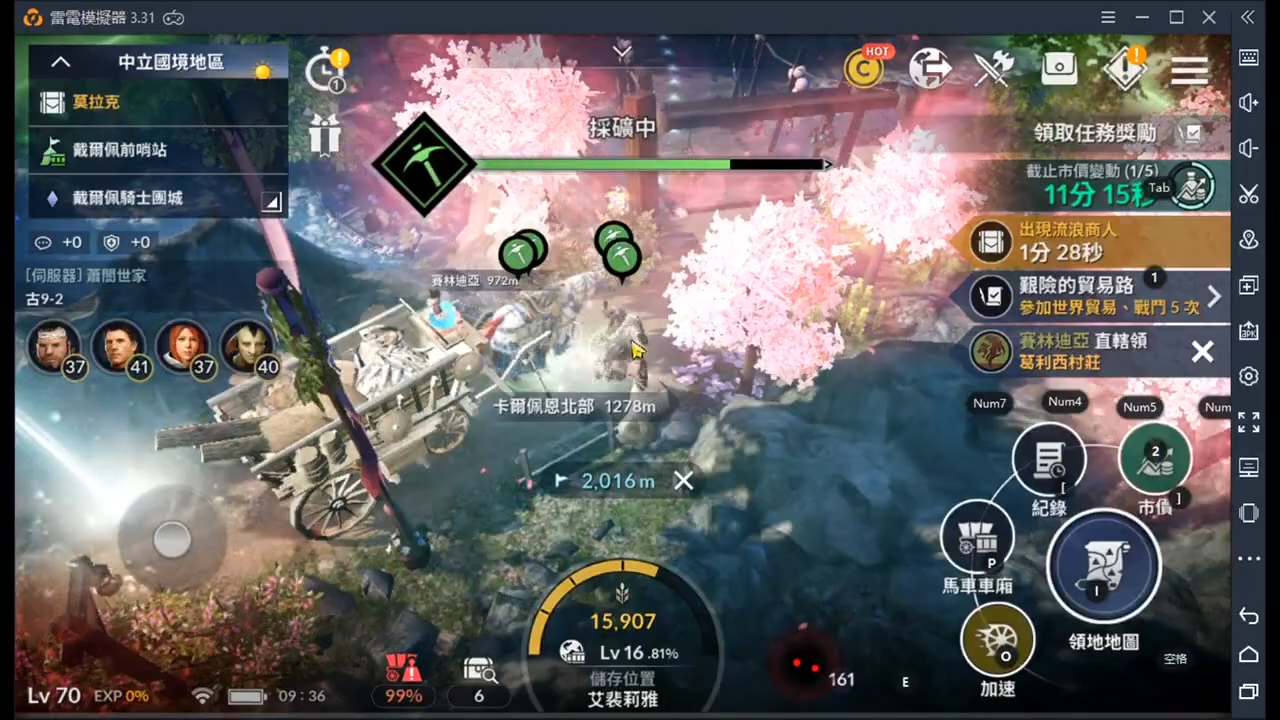 雷電模擬器 3.31
中立國境地區
莫拉克
戴爾佩前哨站
戴爾佩騎士團城
+0
+0
[伺服器] 蕭閤世家
古9-2
37
41
37
40
1
HOT
採礦中
賽林迪亞 972m
卡爾佩恩北部 1278m
2,016m
領取任務獎勵
截止市價變動 (1/5)
11分 15秒
Tab
出現流浪商人
1分 28秒
艱險的貿易路
1
參加世界貿易、戰鬥 5 次
賽林迪亞 直轄領
葛利西村莊
Num7
Num4
Num5
Num
紀錄
[
2
市價
]
馬車車廂
P
領地地圖
I
加速
O
空格
Lv 70
EXP 0%
09:36
99%
6
15,907
Lv 16 .81%
儲存位置
艾裴莉雅
161
E
APK